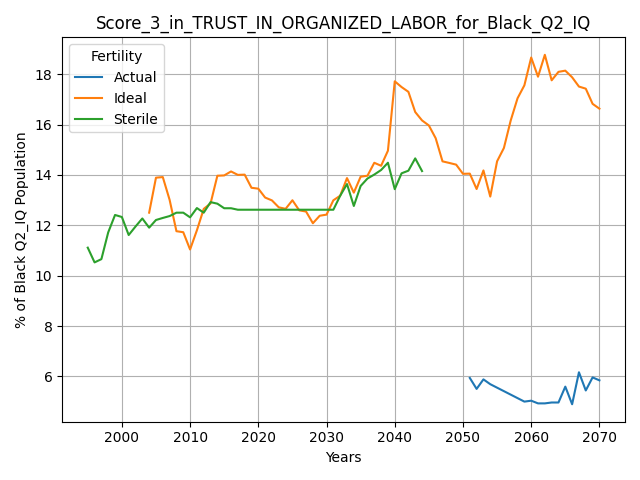 Score_3_in_TRUST_IN_ORGANIZED_LABOR_for_Black_Q2_IQ
Fertility
Actual
Ideal
Sterile
% of Black Q2_IQ Population
18
16
14
12
10
8
6
2000 2010 2020 2030 2040 2050 2060 2070
Years